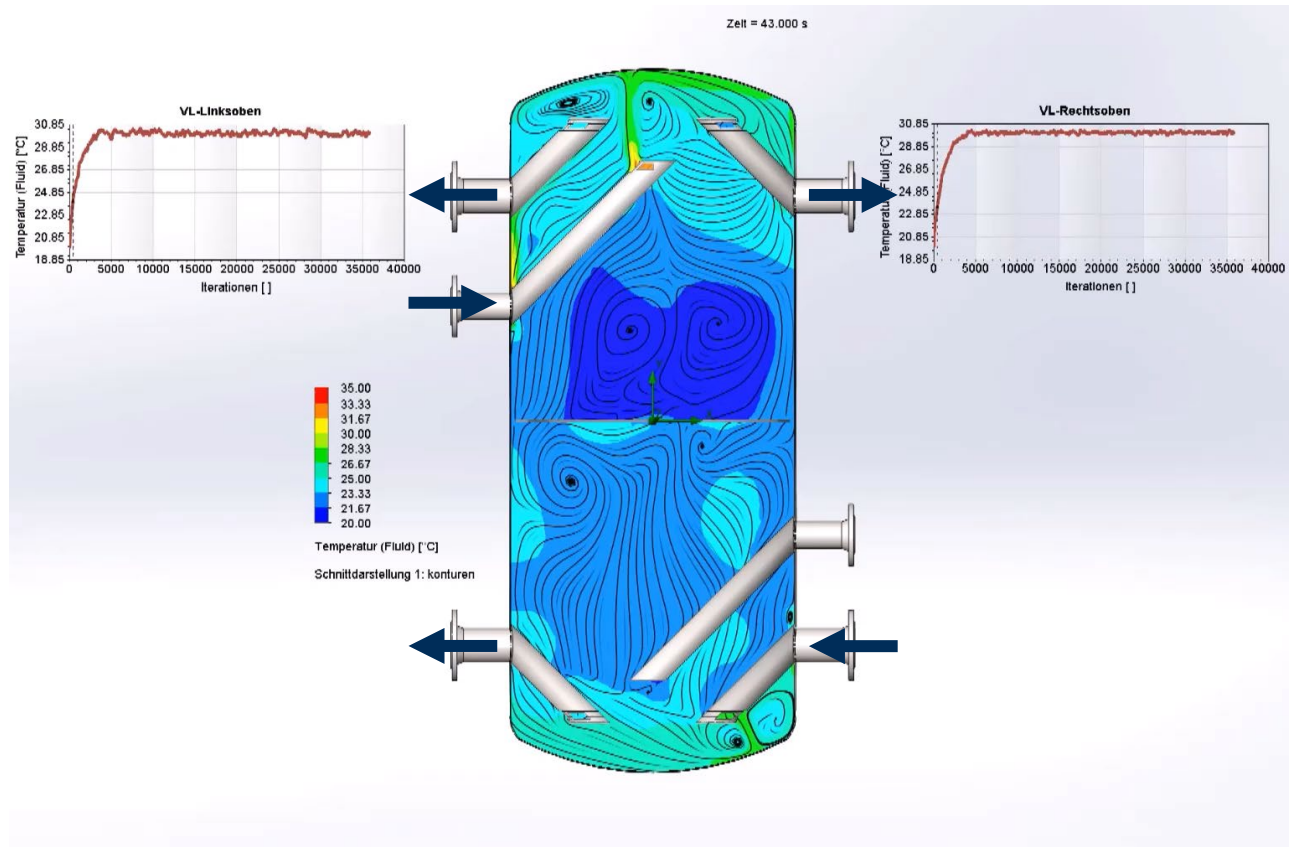 Zeit = 43.000 s
VL-Linksoben
Temperatur (Fluid) [°C]
30.85
28.85
26.85
24.85
22.85
20.85
18.85
0 5000 10000 15000 20000 25000 30000 35000 40000
Iterationen [ ]
VL-Rechtsoben
Temperatur (Fluid) [°C]
30.85
28.85
26.85
24.85
22.85
20.85
18.85
0 5000 10000 15000 20000 25000 30000 35000 40000
Iterationen [ ]
35.00
33.33
31.67
30.00
28.33
26.67
25.00
23.33
21.67
20.00
Temperatur (Fluid) [°C]
Schnittdarstellung 1: konturen